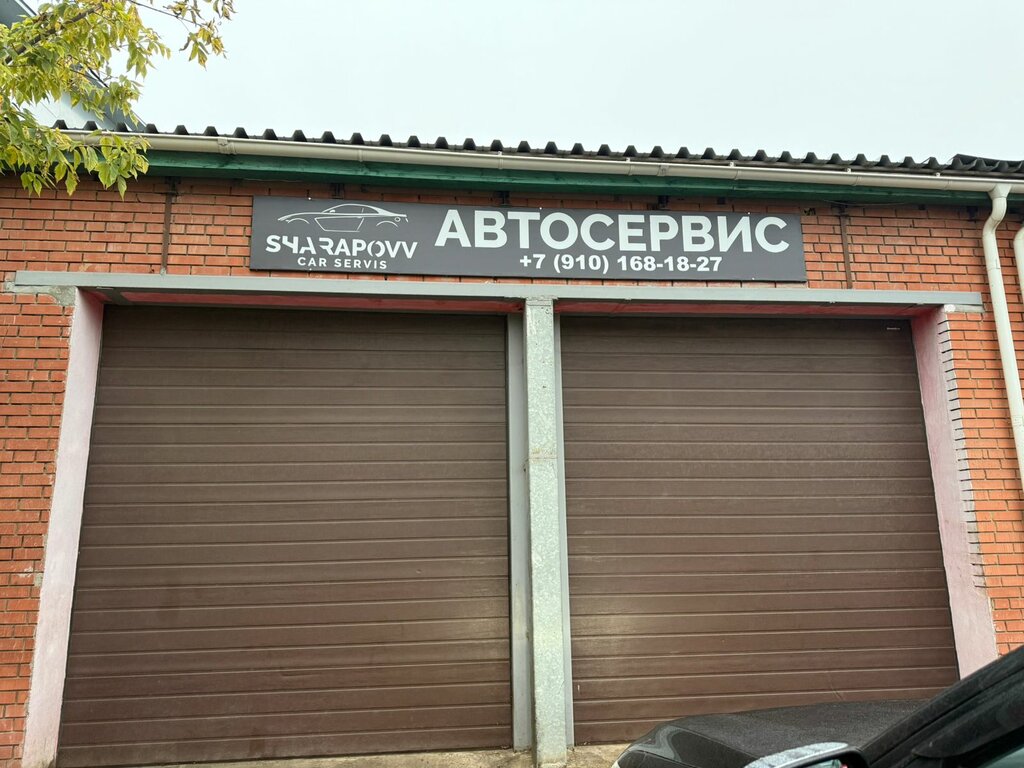 SHARAPOVV
CAR SERVIS
АВТОСЕРВИС
+7 (910) 168-18-27